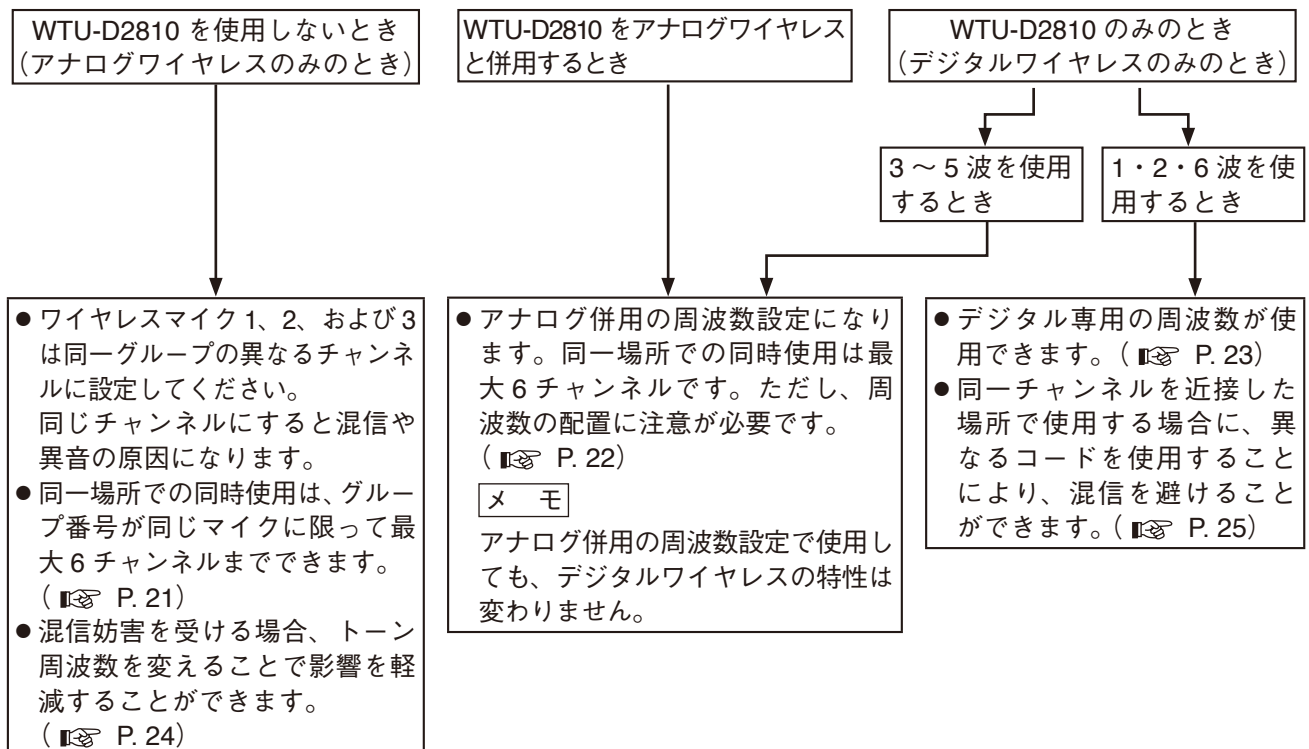 WTU-D2810 を使用しないとき
（アナログワイヤレスのみのとき）
WTU-D2810 をアナログワイヤレス
と併用するとき
WTU-D2810 のみのとき
（デジタルワイヤレスのみのとき）
3 ～ 5 波を使用
するとき
1・2・6 波を使
用するとき
● ワイヤレスマイク 1、2、および 3
は同一グループの異なるチャンネ
ルに設定してください。
同じチャンネルにすると混信や
異音の原因になります。
● 同一場所での同時使用は、グルー
プ番号が同じマイクに限って最
大 6 チャンネルまでできます。
（ ☞ P. 21）
● 混信妨害を受ける場合、トーン
周波数を変えることで影響を軽
減することができます。
（ ☞ P. 24）
● アナログ併用の周波数設定になり
ます。同一場所での同時使用は最
大 6 チャンネルです。ただし、周
波数の配置に注意が必要です。
（ ☞ P. 22）
メ モ
アナログ併用の周波数設定で使用し
ても、デジタルワイヤレスの特性は
変わりません。
● デジタル専用の周波数が使
用できます。（ ☞ P. 23）
● 同一チャンネルを近接した
場所で使用する場合に、異
なるコードを使用すること
により、混信を避けること
ができます。（ ☞ P. 25）